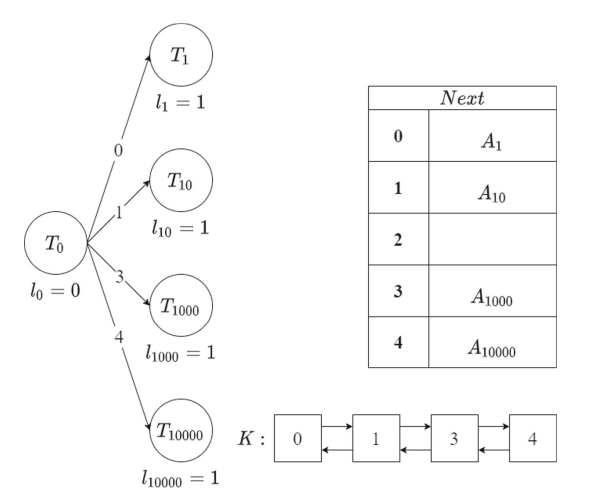 T₁
l₁ = 1
0
T₁₀
l₁₀ = 1
1
T₀
l₀ = 0
3
T₁₀₀₀
l₁₀₀₀ = 1
4
T₁₀₀₀₀
l₁₀₀₀₀ = 1
Next
0 A₁
1 A₁₀
2
3 A₁₀₀₀
4 A₁₀₀₀₀
K : 0 1 3 4